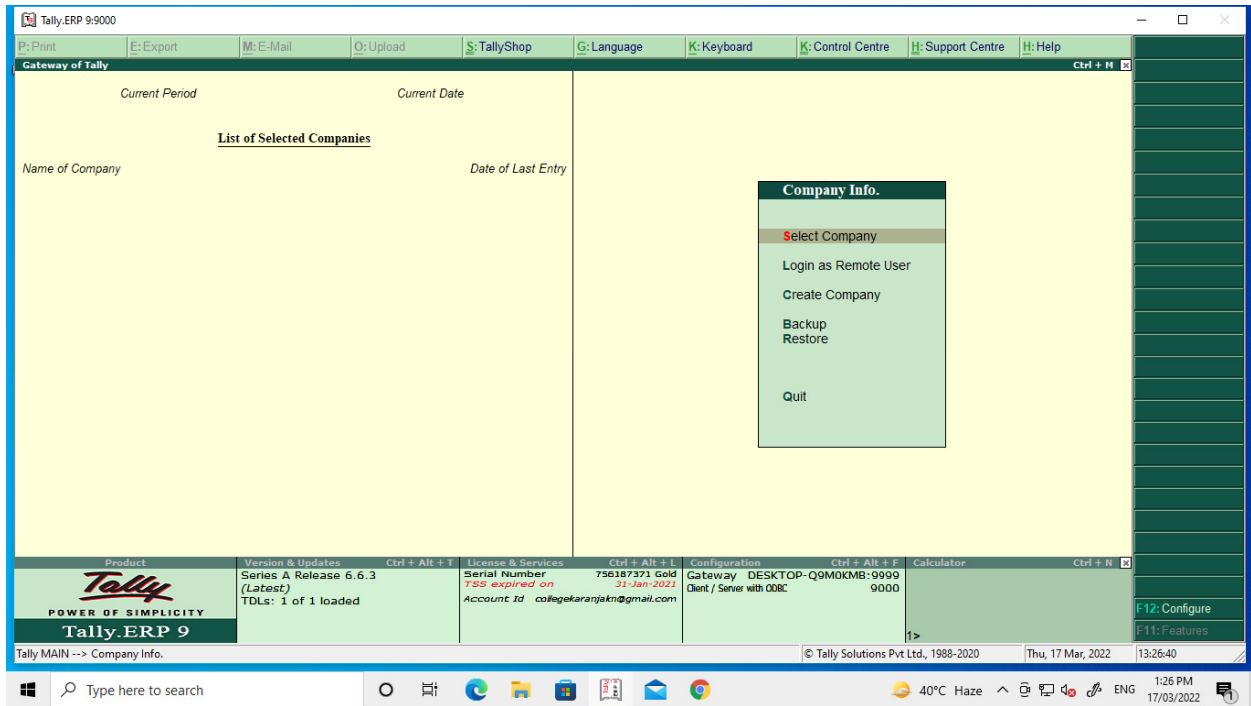 Tally.ERP 9:9000
P: Print E: Export M: E-Mail O: Upload S: TallyShop G: Language K: Keyboard K: Control Centre H: Support Centre H: Help
Gateway of Tally Ctrl + M
Current Period Current Date
List of Selected Companies
Name of Company Date of Last Entry
Company Info.
Select Company
Login as Remote User
Create Company
Backup
Restore
Quit
Product Version & Updates Ctrl + Alt + T License & Services Ctrl + Alt + L Configuration Ctrl + Alt + F Calculator Ctrl + N
Tally
POWER OF SIMPLICITY
Tally.ERP 9
Series A Release 6.6.3
(Latest)
TDLs: 1 of 1 loaded
Serial Number 756187371 Gold
TSS expired on 31-Jan-2021
Account Id collegekaranjakn@gmail.com
Gateway DESKTOP-Q9M0KMB:9999
Client / Server with ODBC 9000
1>
F12: Configure
F11: Features
Tally MAIN --> Company Info. © Tally Solutions Pvt Ltd., 1988-2020 Thu, 17 Mar, 2022 13:26:40
Type here to search 40°C Haze ENG 1:26 PM
17/03/2022
1